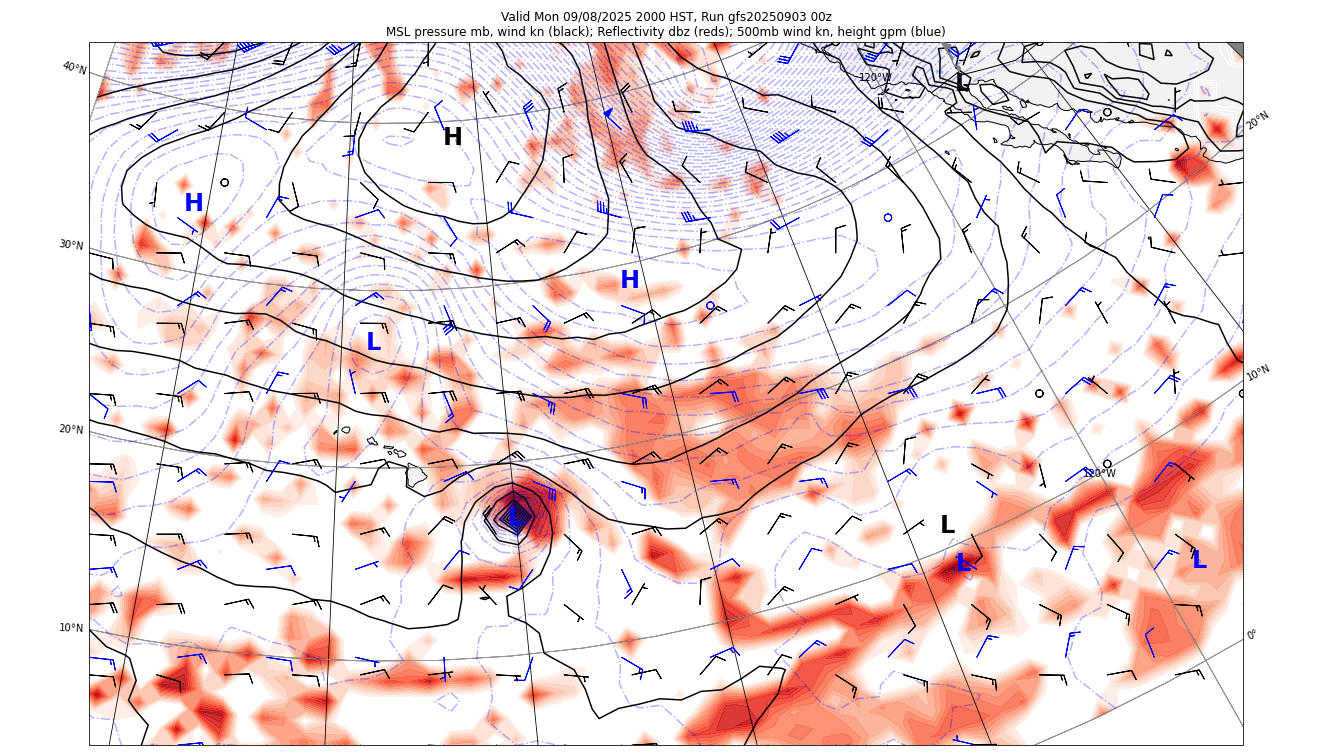 Valid Mon 09/08/2025 2000 HST, Run gfs20250903 00z
MSL pressure mb, wind kn (black); Reflectivity dbz (reds); 500mb wind kn, height gpm (blue)
40°N
120°W
L
20°N
H
H
30°N
H
L
10°N
20°N
120°W
L
L
L
L
10°N
0°